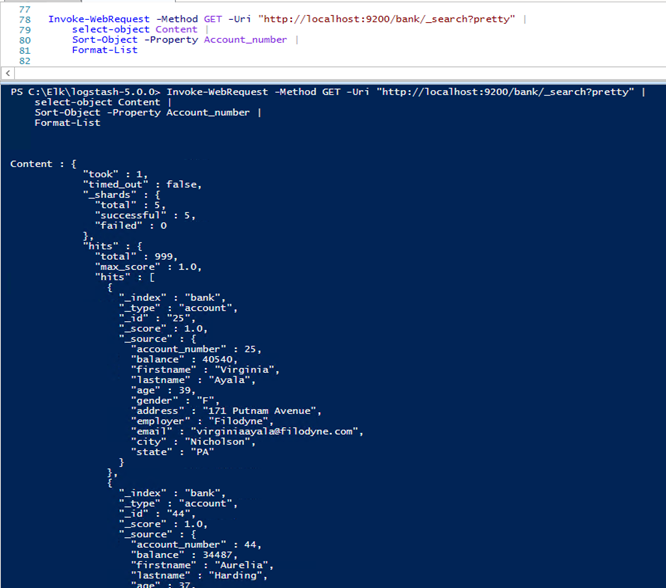 77
78 Invoke-WebRequest -Method GET -Uri "http://localhost:9200/bank/_search?pretty" |
79 select-object Content |
80 Sort-Object -Property Account_number |
81 Format-List
82
PS C:\Elk\logstash-5.0.0> Invoke-WebRequest -Method GET -Uri "http://localhost:9200/bank/_search?pretty" |
select-object Content |
Sort-Object -Property Account_number |
Format-List
Content : {
"took" : 1,
"timed_out" : false,
"_shards" : {
"total" : 5,
"successful" : 5,
"failed" : 0
},
"hits" : {
"total" : 999,
"max_score" : 1.0,
"hits" : [
{
"_index" : "bank",
"_type" : "account",
"_id" : "25",
"_score" : 1.0,
"_source" : {
"account_number" : 25,
"balance" : 40540,
"firstname" : "Virginia",
"lastname" : "Ayala",
"age" : 39,
"gender" : "F",
"address" : "171 Putnam Avenue",
"employer" : "Filodyne",
"email" : "virginiaayala@filodyne.com",
"city" : "Nicholson",
"state" : "PA"
}
},
{
"_index" : "bank",
"_type" : "account",
"_id" : "44",
"_score" : 1.0,
"_source" : {
"account_number" : 44,
"balance" : 34487,
"firstname" : "Aurelia",
"lastname" : "Harding",
"age" : 37,